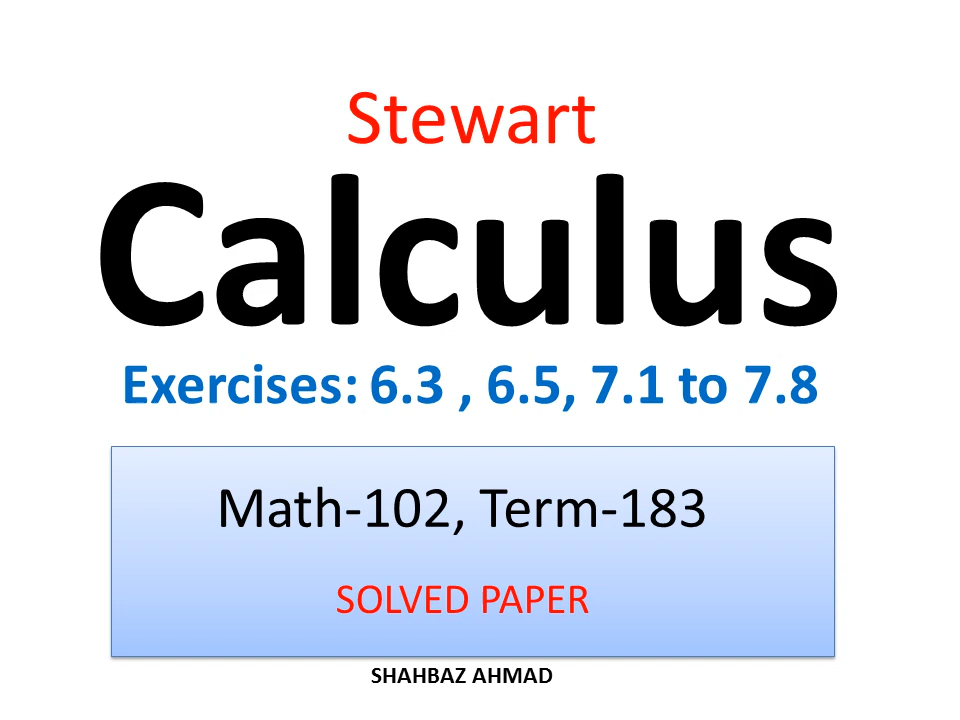 Stewart
Calculus
Exercises: 6.3 , 6.5, 7.1 to 7.8
Math-102, Term-183
SOLVED PAPER
SHAHBAZ AHMAD